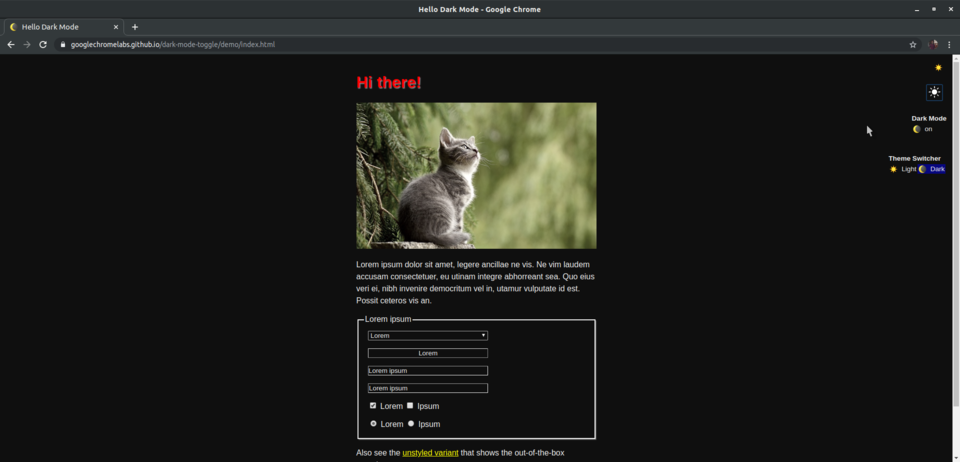 Hello Dark Mode - Google Chrome
Hello Dark Mode
googlechromelabs.github.io/dark-mode-toggle/demo/index.html
Hi there!
Dark Mode
on
Theme Switcher
Light Dark
Lorem ipsum dolor sit amet, legere ancillae ne vis. Ne vim laudem
accusam consectetuer, eu utinam integre abhorreant sea. Quo eius
veri ei, nibh invenire democritum vel in, utamur vulputate id est.
Possit ceteros vis an.
Lorem ipsum
Lorem
Lorem
Lorem ipsum
Lorem ipsum
Lorem Ipsum
Lorem Ipsum
Also see the unstyled variant that shows the out-of-the-box